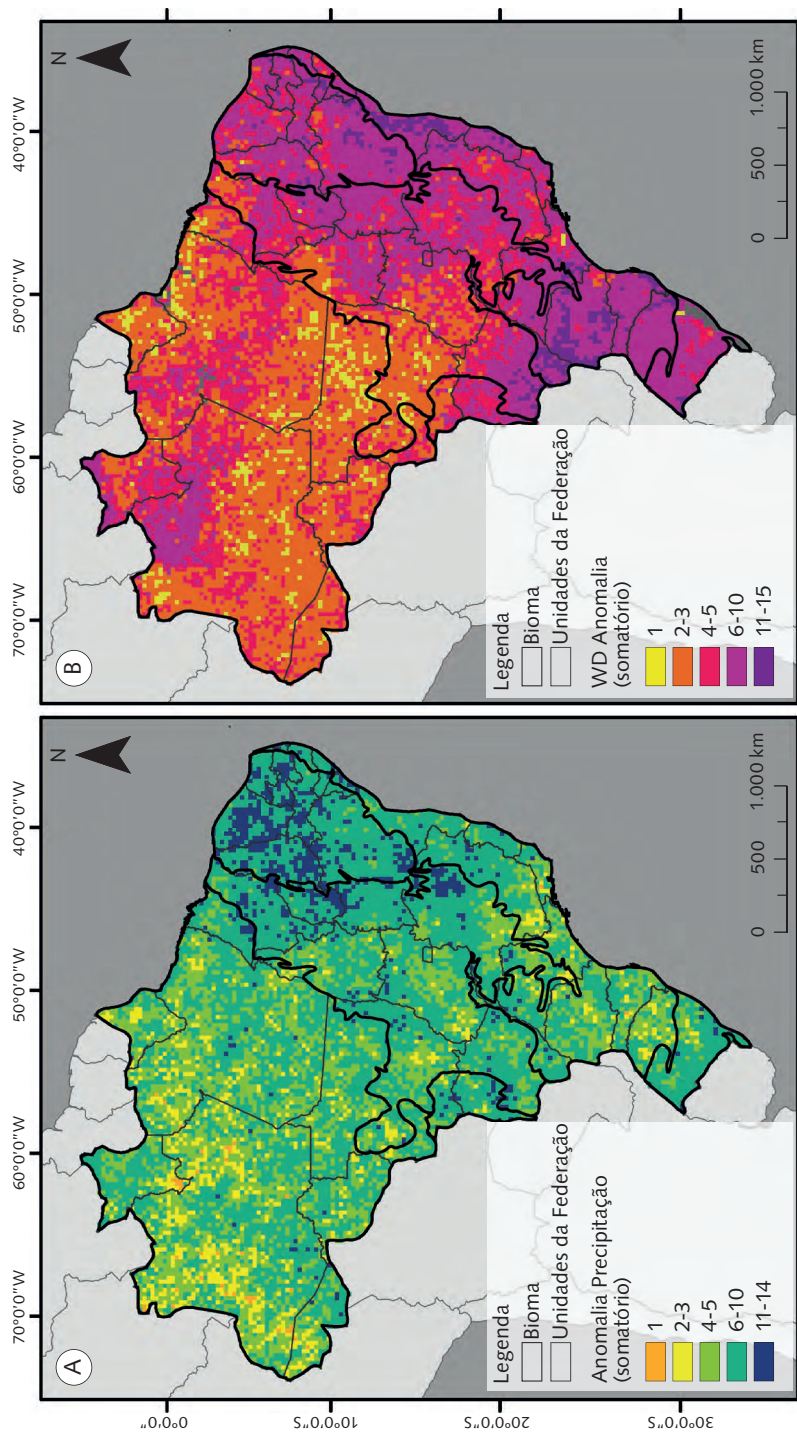 A
N
70°0'0"W
60°0'0"W
50°0'0"W
40°0'0"W
0°0'0"
10°0'0"S
20°0'0"S
30°0'0"S
Legenda
Bioma
Unidades da Federação
Anomalia Precipitação
(somatório)
1
2-3
4-5
6-10
11-14
0 500 1.000 km
B
N
70°0'0"W
60°0'0"W
50°0'0"W
40°0'0"W
Legenda
Bioma
Unidades da Federação
WD Anomalia
(somatório)
1
2-3
4-5
6-10
11-15
0 500 1.000 km